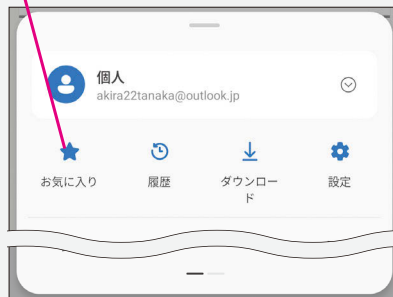 個人
akira22tanaka@outlook.jp
お気に入り
履歴
ダウンロー
ド
設定